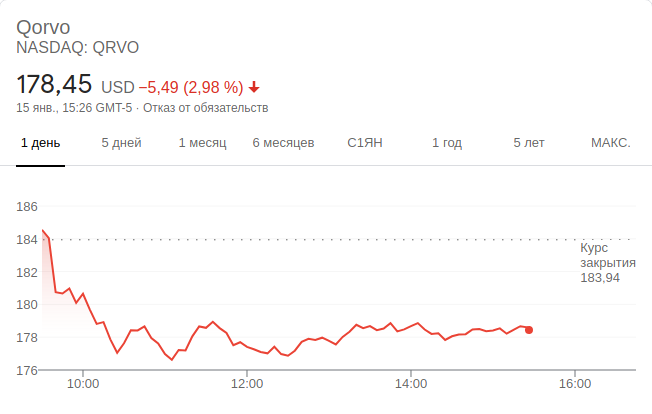 Qorvo
NASDAQ: QRVO
178,45 USD −5,49 (2,98 %)
15 янв., 15:26 GMT-5 · Отказ от обязательств
1 день 5 дней 1 месяц 6 месяцев С1ЯН 1 год 5 лет МАКС.
186
184
Курс
закрытия
183,94
182
180
178
176
10:00 12:00 14:00 16:00